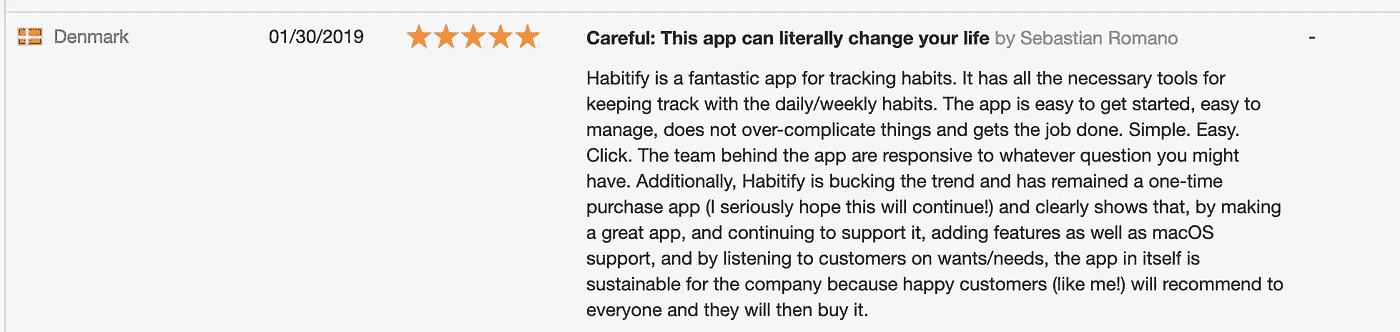 Denmark 01/30/2019 Careful: This app can literally change your life by Sebastian Romano -
Habitify is a fantastic app for tracking habits. It has all the necessary tools for
keeping track with the daily/weekly habits. The app is easy to get started, easy to
manage, does not over-complicate things and gets the job done. Simple. Easy.
Click. The team behind the app are responsive to whatever question you might
have. Additionally, Habitify is bucking the trend and has remained a one-time
purchase app (I seriously hope this will continue!) and clearly shows that, by making
a great app, and continuing to support it, adding features as well as macOS
support, and by listening to customers on wants/needs, the app in itself is
sustainable for the company because happy customers (like me!) will recommend to
everyone and they will then buy it.